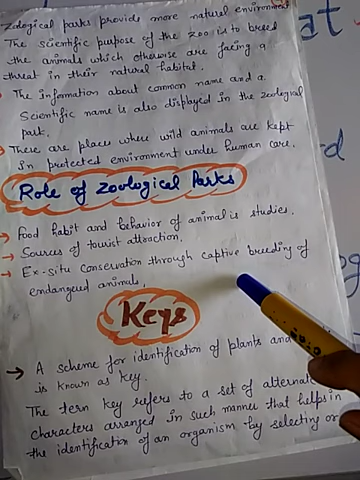 Zological parks provide more natural environment
The scientific purpose of the zoo is to breed
the animals which otherwise are facing a
threat in their natural habitat.
The information about common name and a
Scientific name is also displayed in the zoological
park.
→ These are places where wild animals are kept
in protected environment under human care.
Role of Zoological Parks
→ Food habit and behavior of animal is studies.
→ Sources of tourist attraction.
→ Ex-situ conservation through captive breeding of
endangered animals.
Keys
→ A scheme for identification of plants and
is known as key.
The term key refers to a set of alternate
characters arranged in such manner that helps in
the identification of an organism by selecting or